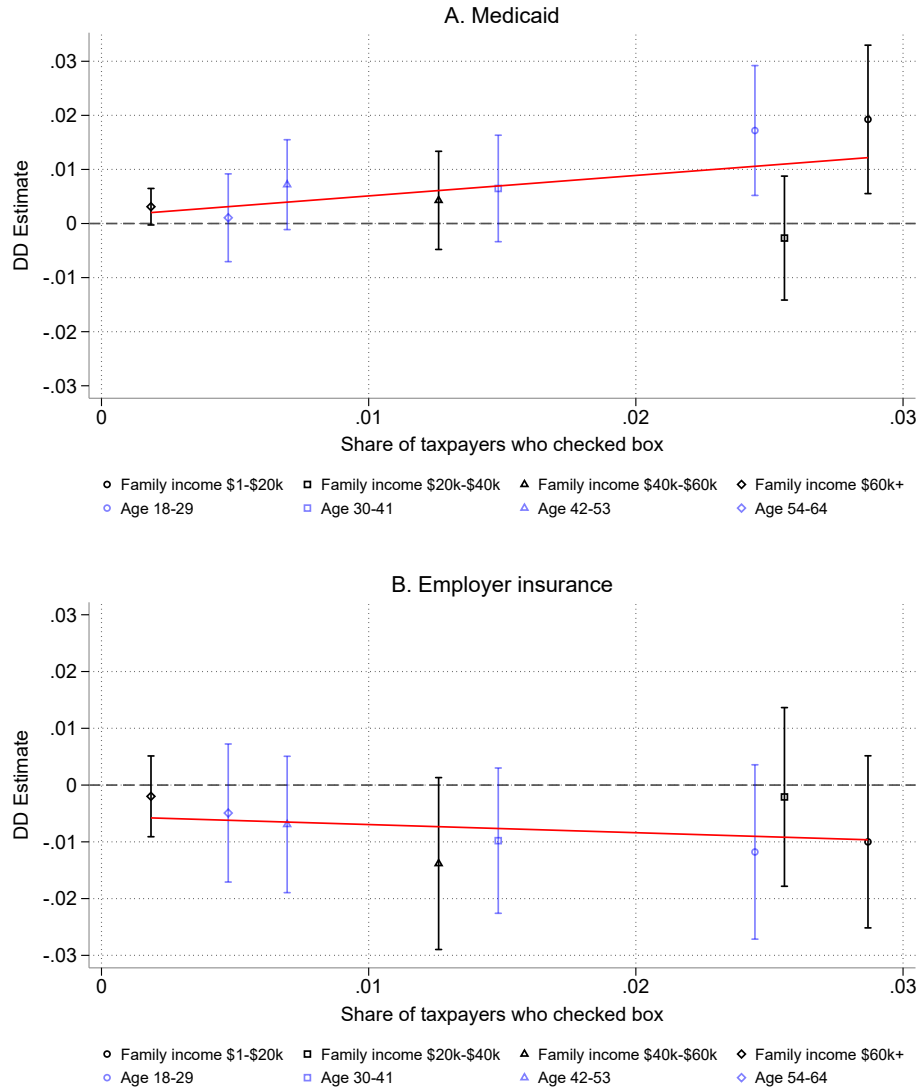 A. Medicaid
.03
.02
.01
0
-.01
-.02
-.03
DD Estimate
0 .01 .02 .03
Share of taxpayers who checked box
Family income $1-$20k Family income $20k-$40k Family income $40k-$60k Family income $60k+
Age 18-29 Age 30-41 Age 42-53 Age 54-64
B. Employer insurance
.03
.02
.01
0
-.01
-.02
-.03
DD Estimate
0 .01 .02 .03
Share of taxpayers who checked box
Family income $1-$20k Family income $20k-$40k Family income $40k-$60k Family income $60k+
Age 18-29 Age 30-41 Age 42-53 Age 54-64